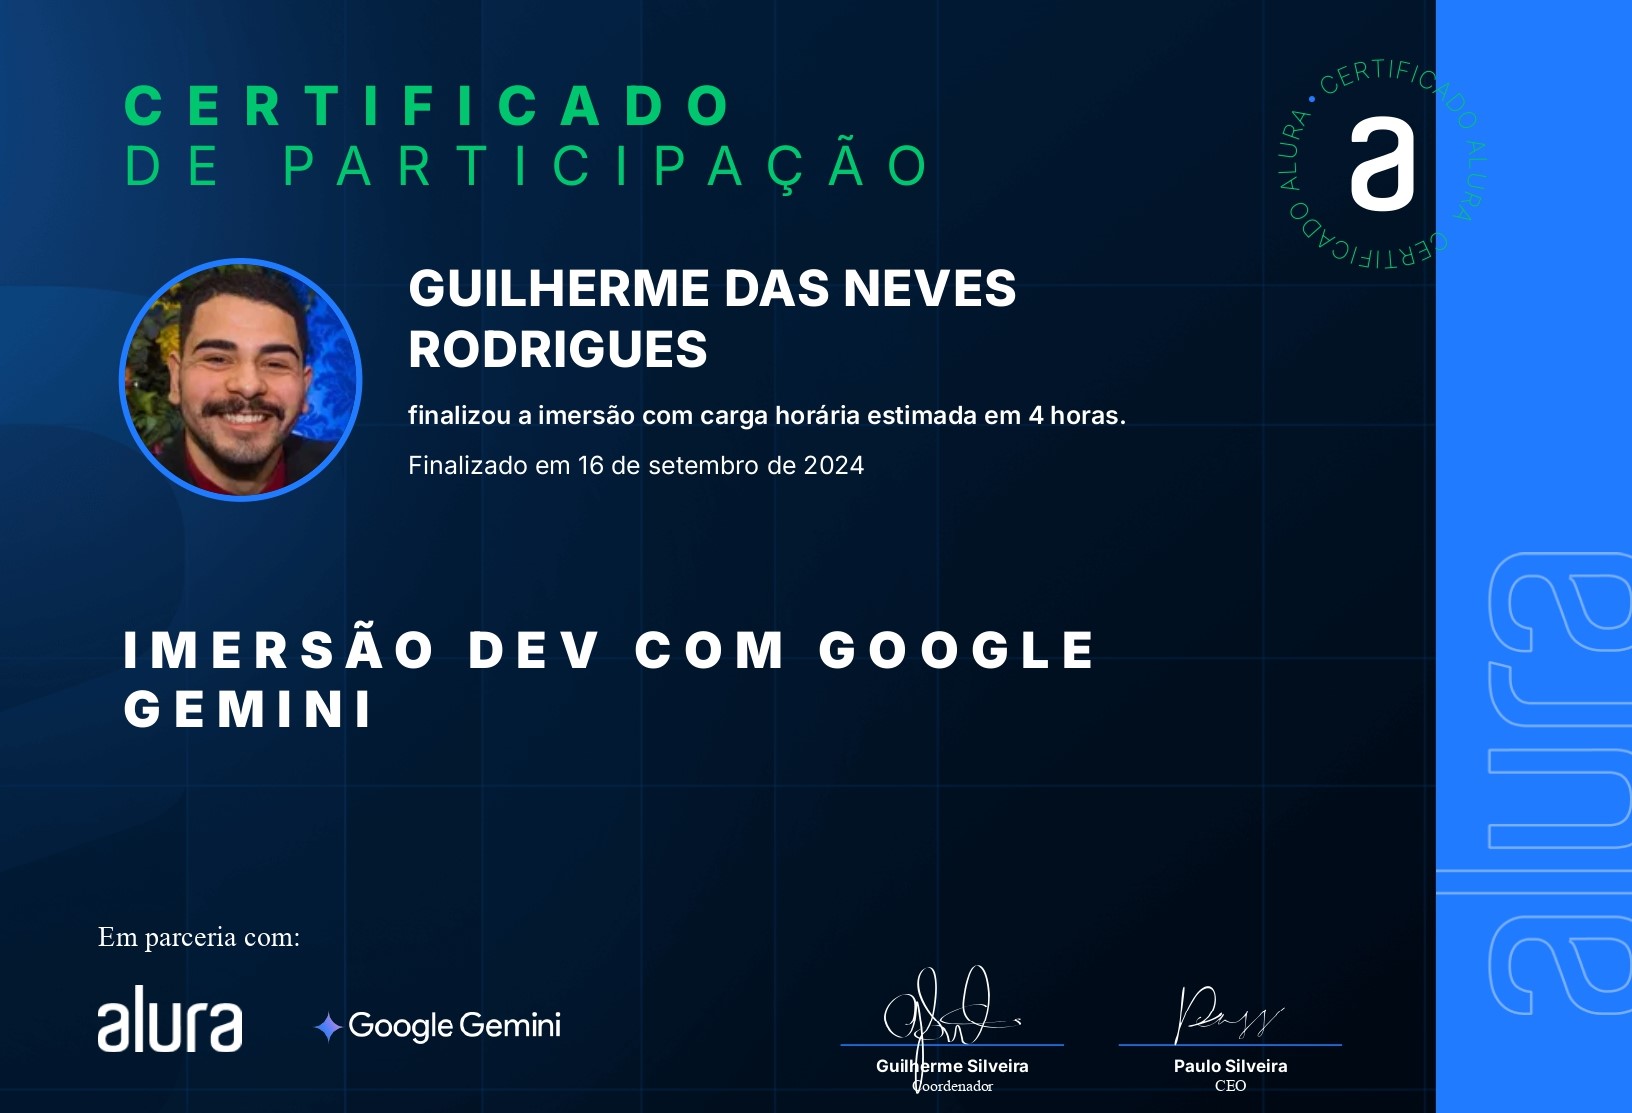 CERTIFICADO
DE PARTICIPAÇÃO
CERTIFICADO ALURA
CERTIFICADO ALURA
a
GUILHERME DAS NEVES
RODRIGUES
finalizou a imersão com carga horária estimada em 4 horas.
Finalizado em 16 de setembro de 2024
IMERSÃO DEV COM GOOGLE
GEMINI
Em parceria com:
alura
Google Gemini
Guilherme Silveira
Coordenador
Paulo Silveira
CEO
alura